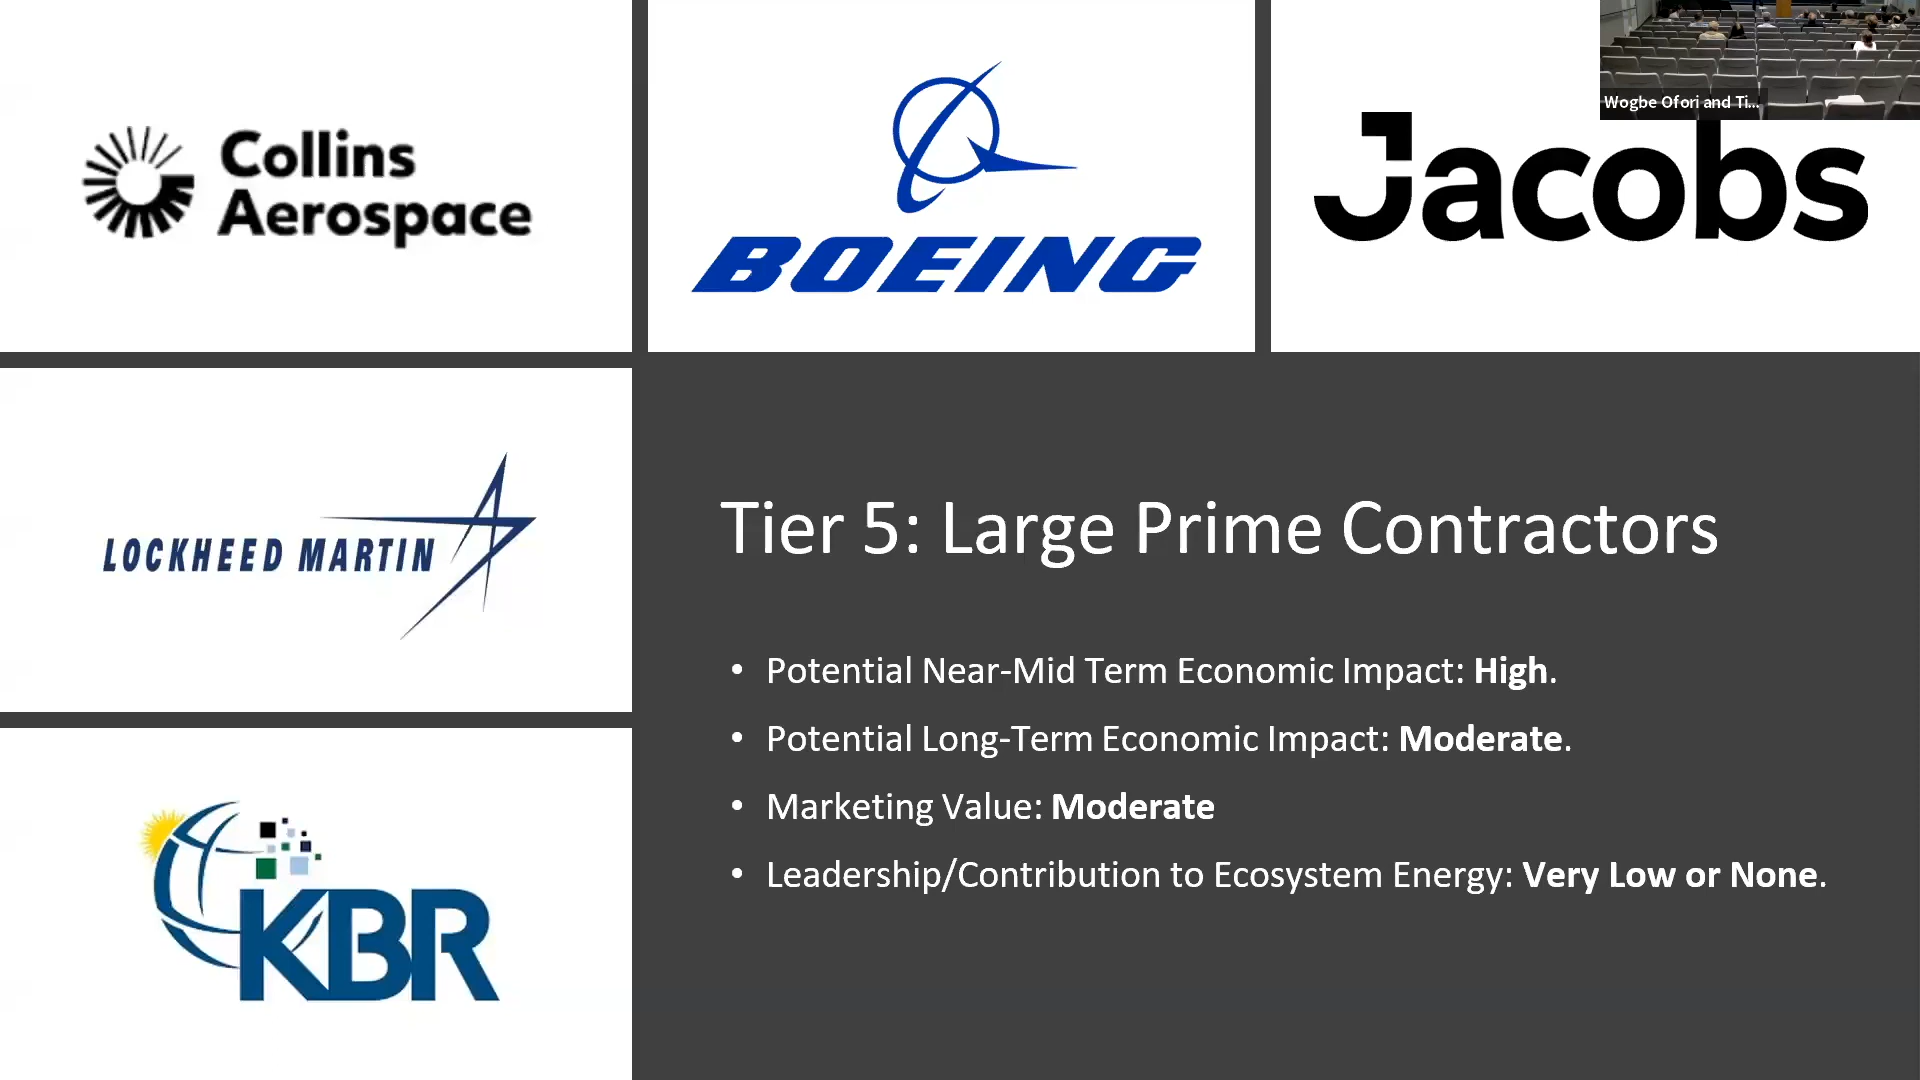 Collins
Aerospace
BOEING
Jacobs
Wogbe Ofori and Ti...
LOCKHEED MARTIN
KBR
Tier 5: Large Prime Contractors
• Potential Near-Mid Term Economic Impact: High.
• Potential Long-Term Economic Impact: Moderate.
• Marketing Value: Moderate
• Leadership/Contribution to Ecosystem Energy: Very Low or None.